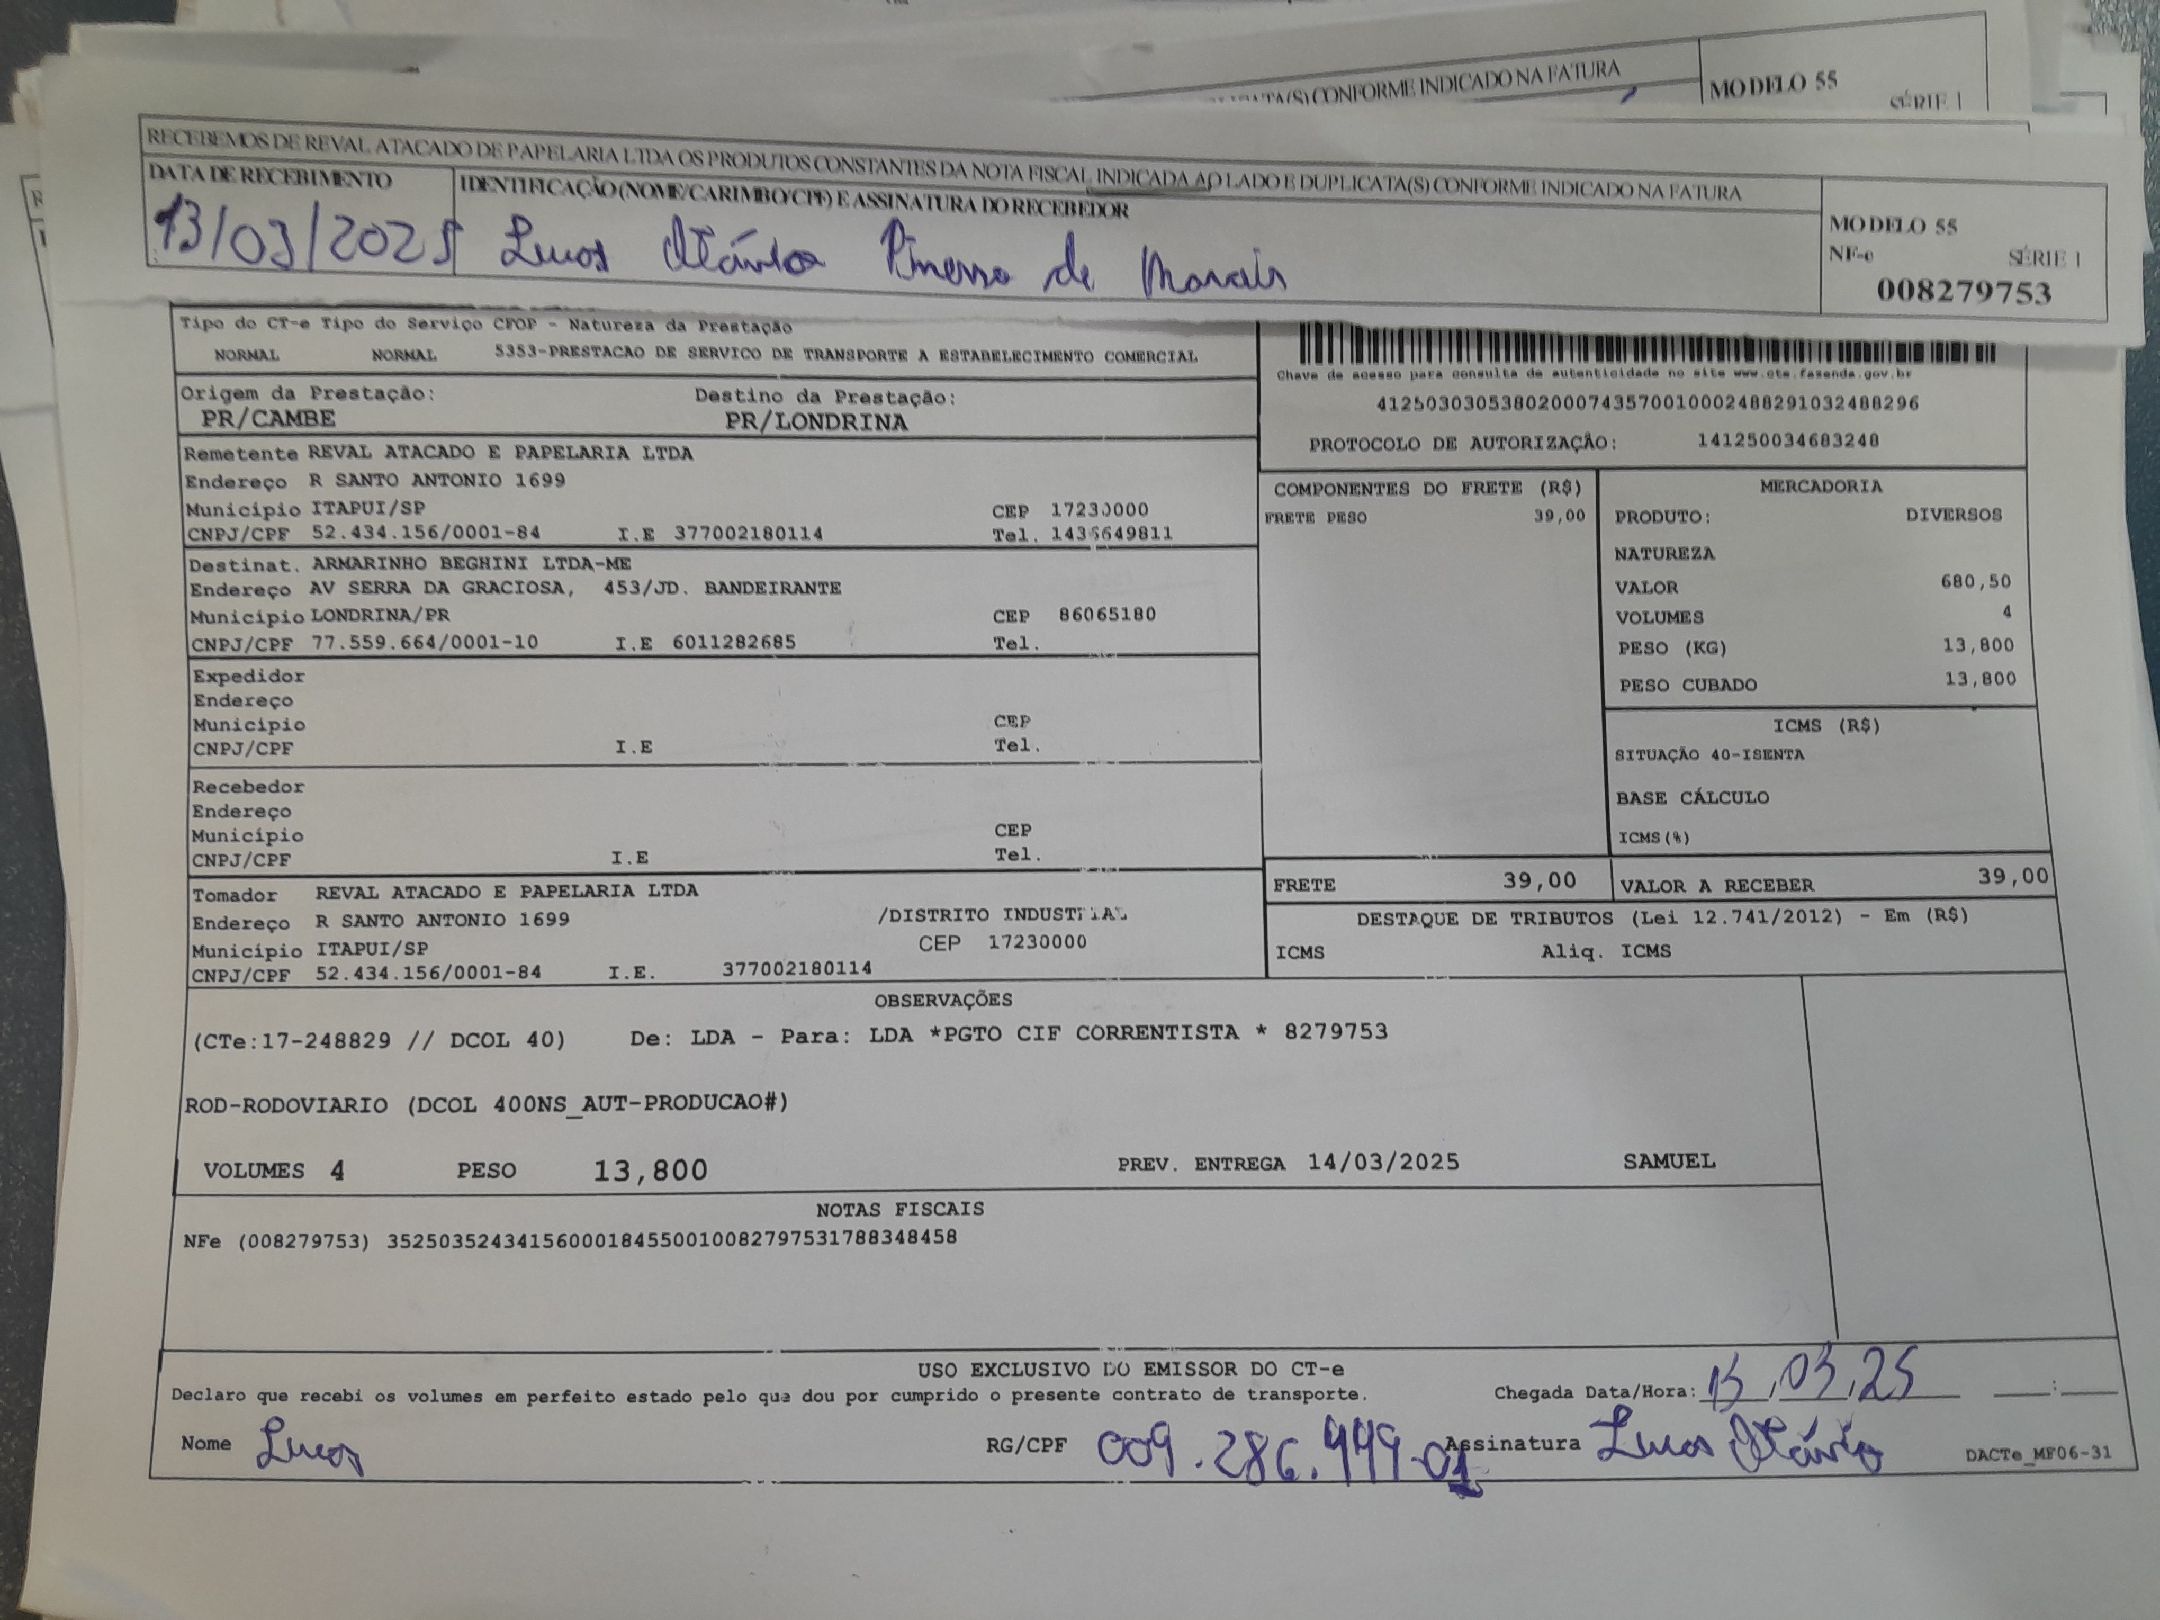 CONFORME INDICADO NA FATURA
MODELO 55
SÉRIE 1
RECEBEMOS DE REVAL ATACADO DE PAPELARIA LTDA OS PRODUTOS CONSTANTES DA NOTA FISCAL INDICADA AO LADO E DUPLICATA(S) CONFORME INDICADO NA FATURA
DATA DE RECEBIMENTO
IDENTIFICAÇÃO (NOME/CARIMBO/CPF) E ASSINATURA DO RECEBEDOR
13/03/2025 Lucas Otávio de Morais
MODELO 55
NF-e SÉRIE 1
008279753
Tipo do CT-e Tipo do Serviço CFOP - Natureza da Prestação
NORMAL NORMAL 5353-PRESTACAO DE SERVICO DE TRANSPORTE A ESTABELECIMENTO COMERCIAL
Chave de acesso para consulta de autenticidade no site www.cte.fazenda.gov.br
41250303053802000743570010002488291032488296
PROTOCOLO DE AUTORIZAÇÃO: 141250034683248
Origem da Prestação: Destino da Prestação:
PR/CAMBE PR/LONDRINA
Remetente REVAL ATACADO E PAPELARIA LTDA
Endereço R SANTO ANTONIO 1699
Município ITAPUI/SP CEP 17230000
CNPJ/CPF 52.434.156/0001-84 I.E 377002180114 Tel. 1436649811
Destinat. ARMARINHO BEGHINI LTDA-ME
Endereço AV SERRA DA GRACIOSA, 453/JD. BANDEIRANTE
Município LONDRINA/PR CEP 86065180
CNPJ/CPF 77.559.664/0001-10 I.E 6011282685 Tel.
Expedidor
Endereço
Município CEP
CNPJ/CPF I.E Tel.
Recebedor
Endereço
Município CEP
CNPJ/CPF I.E Tel.
Tomador REVAL ATACADO E PAPELARIA LTDA
Endereço R SANTO ANTONIO 1699 /DISTRITO INDUSTRIAL
Município ITAPUI/SP CEP 17230000
CNPJ/CPF 52.434.156/0001-84 I.E. 377002180114
COMPONENTES DO FRETE (R$)
FRETE PESO 39,00
MERCADORIA
PRODUTO: DIVERSOS
NATUREZA
VALOR 680,50
VOLUMES 4
PESO (KG) 13,800
PESO CUBADO 13,800
ICMS (R$)
SITUAÇÃO 40-ISENTA
BASE CÁLCULO
ICMS(%)
FRETE 39,00 VALOR A RECEBER 39,00
DESTAQUE DE TRIBUTOS (Lei 12.741/2012) - Em (R$)
ICMS Aliq. ICMS
OBSERVAÇÕES
(CTe:17-248829 // DCOL 40) De: LDA - Para: LDA *PGTO CIF CORRENTISTA * 8279753
ROD-RODOVIARIO (DCOL 400NS_AUT-PRODUCAO#)
VOLUMES 4 PESO 13,800 PREV. ENTREGA 14/03/2025 SAMUEL
NOTAS FISCAIS
NFe (008279753) 35250352434156000184550010082797531788348458
USO EXCLUSIVO DO EMISSOR DO CT-e
Declaro que recebi os volumes em perfeito estado pelo que dou por cumprido o presente contrato de transporte. Chegada Data/Hora: 13,03,25 __:__
Nome Lucas RG/CPF 009.286.999-01 Assinatura Lucas Otávio DACTe_MF06-31